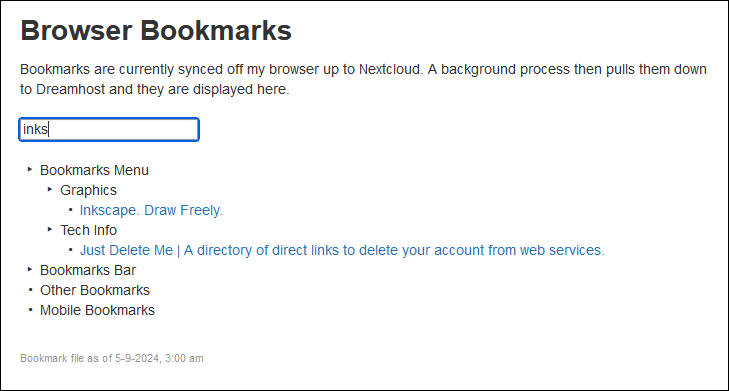 Browser Bookmarks
Bookmarks are currently synced off my browser up to Nextcloud. A background process then pulls them down
to Dreamhost and they are displayed here.
inks
Bookmarks Menu
Graphics
Inkscape. Draw Freely.
Tech Info
Just Delete Me | A directory of direct links to delete your account from web services.
Bookmarks Bar
Other Bookmarks
Mobile Bookmarks
Bookmark file as of 5-9-2024, 3:00 am